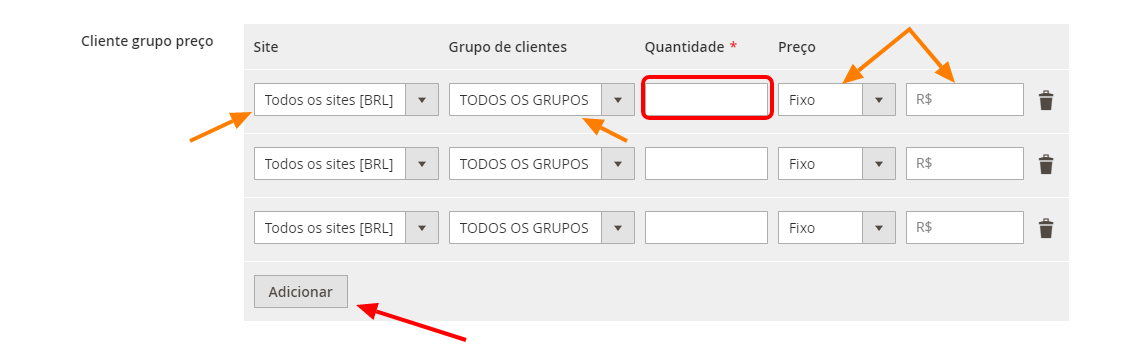 Cliente grupo preço
Site Grupo de clientes Quantidade * Preço
Todos os sites [BRL] TODOS OS GRUPOS Fixo R$
Todos os sites [BRL] TODOS OS GRUPOS Fixo R$
Todos os sites [BRL] TODOS OS GRUPOS Fixo R$
Adicionar